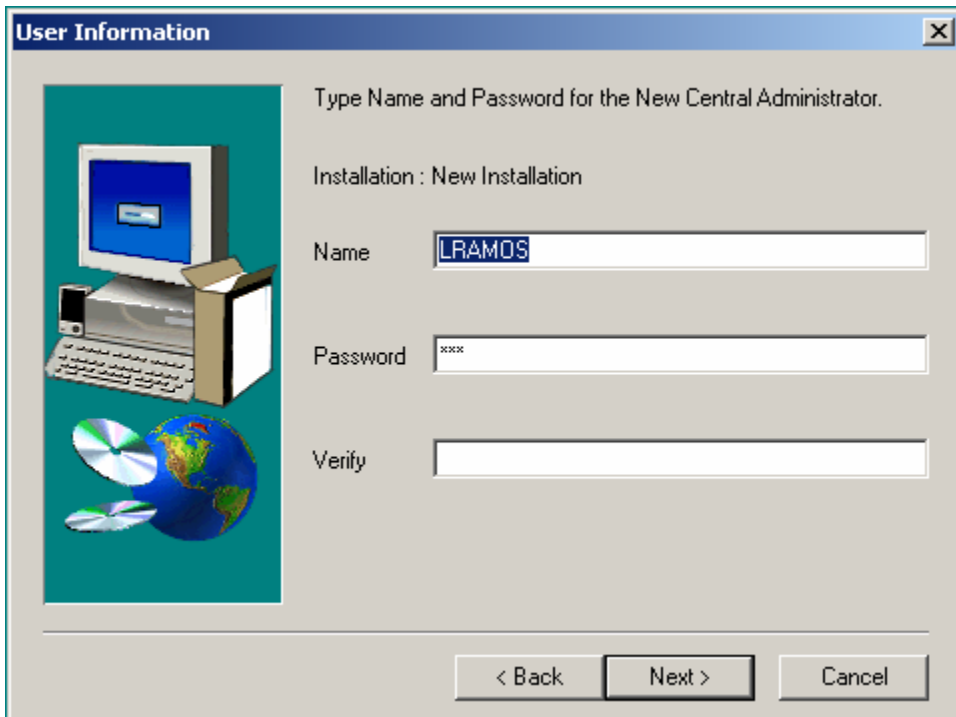 User Information
Type Name and Password for the New Central Administrator.
Installation : New Installation
Name LRAMOS
Password ***
Verify
< Back Next > Cancel